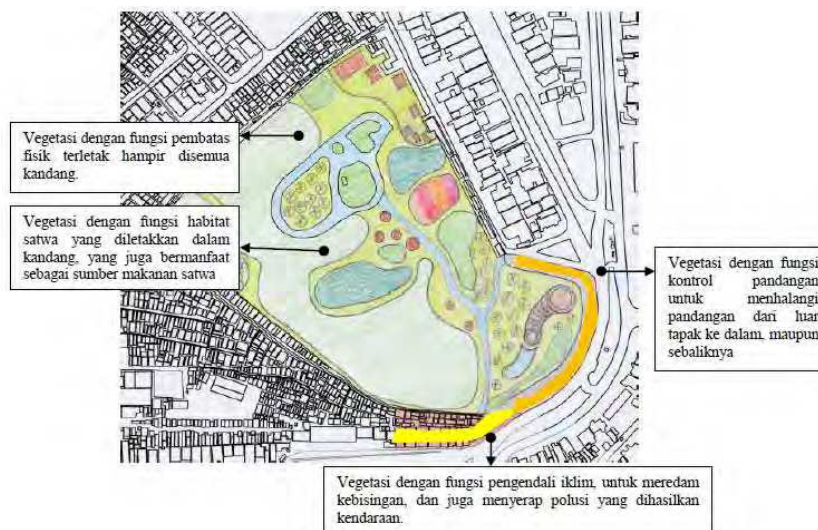 Vegetasi dengan fungsi pembatas
fisik terletak hampir disemua
kandang.
Vegetasi dengan fungsi habitat
satwa yang diletakkan dalam
kandang, yang juga bermanfaat
sebagai sumber makanan satwa
Vegetasi dengan fungsi
kontrol pandangan
untuk menhalangi
pandangan dari luar
tapak ke dalam, maupun
sebaliknya
Vegetasi dengan fungsi pengendali iklim, untuk meredam
kebisingan, dan juga menyerap polusi yang dihasilkan
kendaraan.